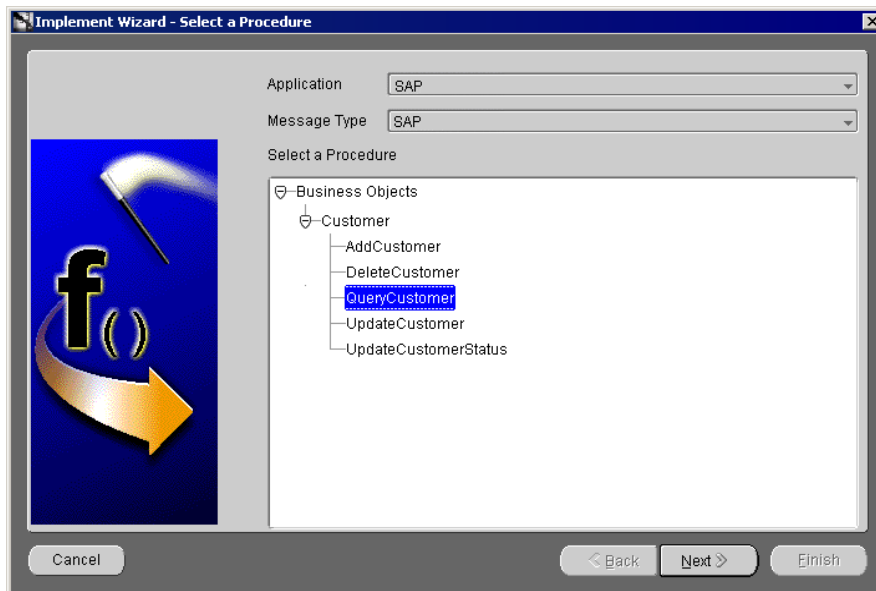 Implement Wizard - Select a Procedure
Application SAP
Message Type SAP
Select a Procedure
Business Objects
Customer
AddCustomer
DeleteCustomer
QueryCustomer
UpdateCustomer
UpdateCustomerStatus
f()
Cancel Back Next Finish